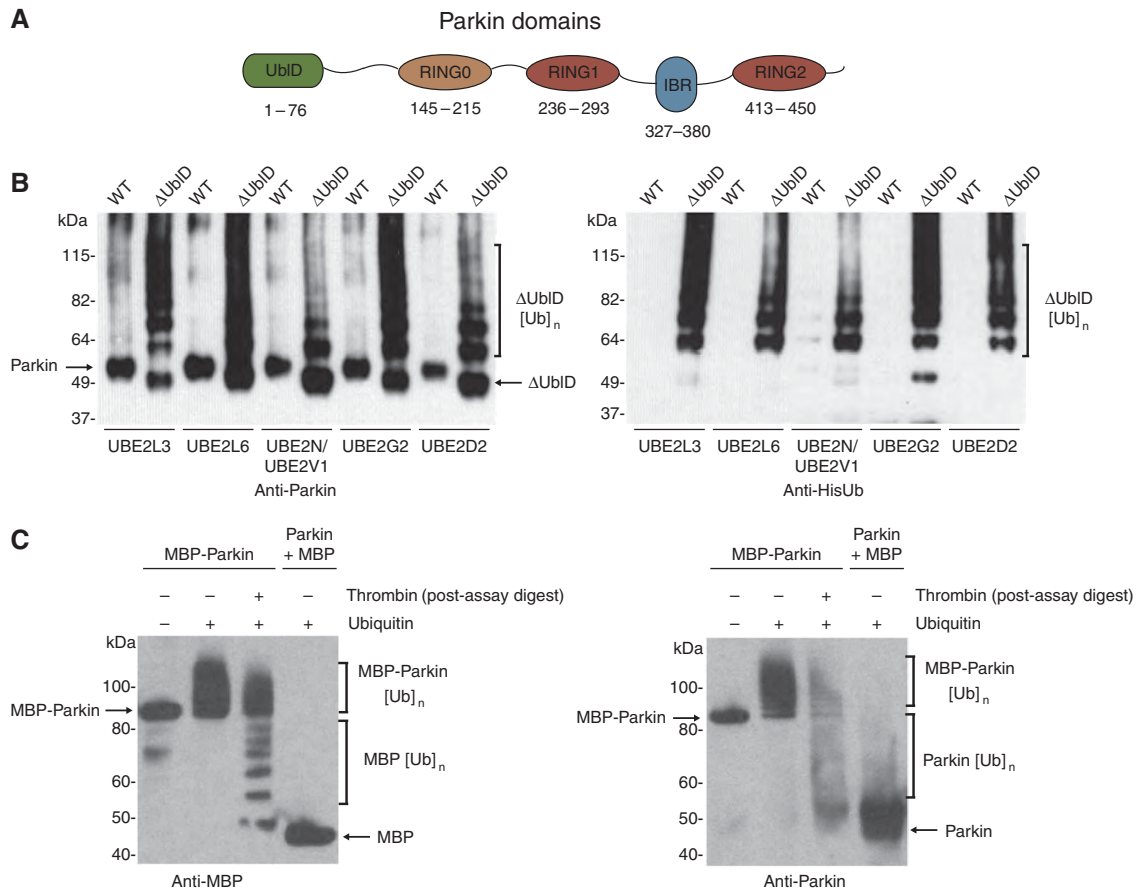 A
Parkin domains
UblD
RING0
RING1
IBR
RING2
1–76
145–215
236–293
327–380
413–450
B
WT ΔUblD WT ΔUblD WT ΔUblD WT ΔUblD WT ΔUblD
kDa
115-
82-
64-
49-
37-
Parkin
ΔUblD
[Ub]n
ΔUblD
UBE2L3 UBE2L6 UBE2N/ UBE2G2 UBE2D2
UBE2V1
Anti-Parkin
WT ΔUblD WT ΔUblD WT ΔUblD WT ΔUblD WT ΔUblD
kDa
115-
82-
64-
49-
37-
ΔUblD
[Ub]n
UBE2L3 UBE2L6 UBE2N/ UBE2G2 UBE2D2
UBE2V1
Anti-HisUb
C
MBP-Parkin
Parkin
+ MBP
– – + – Thrombin (post-assay digest)
– + + + Ubiquitin
kDa
100-
80-
60-
50-
40-
MBP-Parkin
MBP-Parkin
[Ub]n
MBP [Ub]n
MBP
Anti-MBP
MBP-Parkin
Parkin
+ MBP
– – + – Thrombin (post-assay digest)
– + + + Ubiquitin
kDa
100-
80-
60-
50-
40-
MBP-Parkin
MBP-Parkin
[Ub]n
Parkin [Ub]n
Parkin
Anti-Parkin